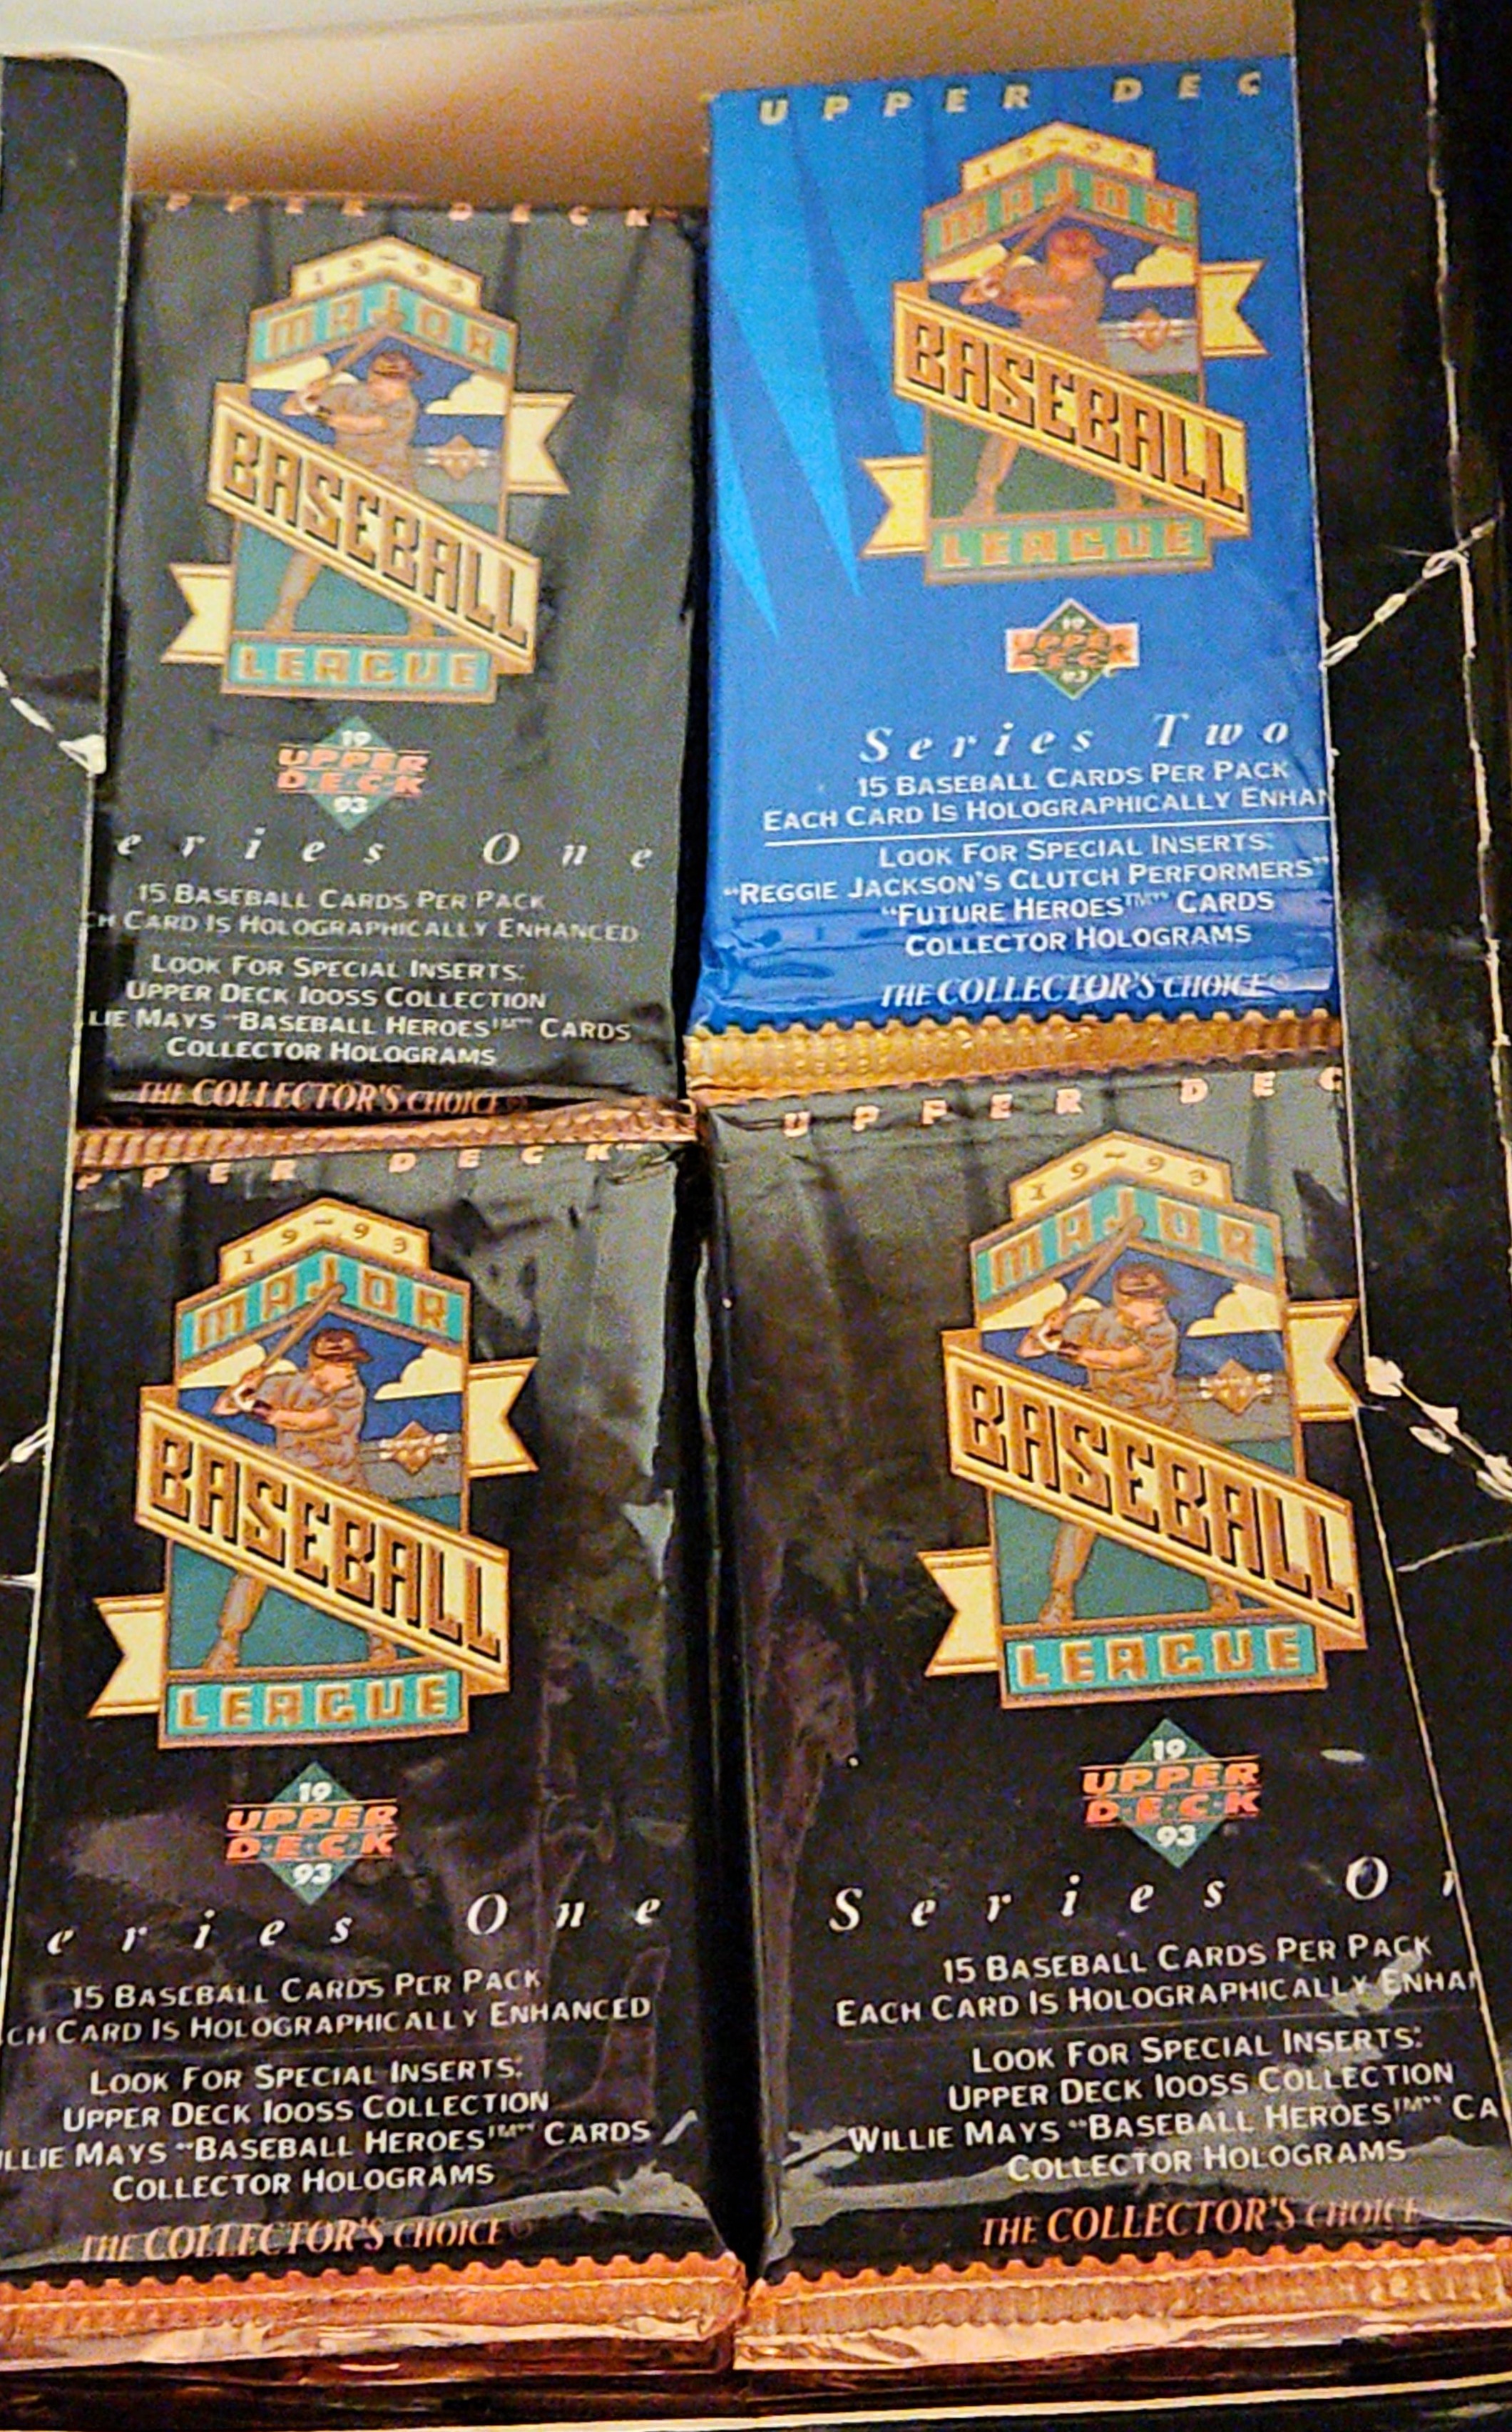 PPER DECK™
19-93
MAJOR
BASEBALL
LEAGUE
19
UPPER
DECK
93
eries One
15 BASEBALL CARDS PER PACK
CH CARD IS HOLOGRAPHICALLY ENHANCED
LOOK FOR SPECIAL INSERTS:
UPPER DECK IOOSS COLLECTION
LIE MAYS "BASEBALL HEROES™" CARDS
COLLECTOR HOLOGRAMS
THE COLLECTOR'S CHOICE®
UPPER DEC
19-93
MAJOR
BASEBALL
LEAGUE
19
UPPER
DECK
93
Series Two
15 BASEBALL CARDS PER PACK
EACH CARD IS HOLOGRAPHICALLY ENHAN
LOOK FOR SPECIAL INSERTS:
"REGGIE JACKSON'S CLUTCH PERFORMERS"
"FUTURE HEROES™" CARDS
COLLECTOR HOLOGRAMS
THE COLLECTOR'S CHOICE®
PPER DECK™
19-93
MAJOR
UPPER
DECK
BASEBALL
LEAGUE
19
UPPER
DECK
93
eries One
15 BASEBALL CARDS PER PACK
CH CARD IS HOLOGRAPHICALLY ENHANCED
LOOK FOR SPECIAL INSERTS:
UPPER DECK IOOSS COLLECTION
ILLIE MAYS "BASEBALL HEROES™" CARDS
COLLECTOR HOLOGRAMS
THE COLLECTOR'S CHOICE®
UPPER DEC
19-93
MAJOR
UPPER
DECK
BASEBALL
LEAGUE
19
UPPER
DECK
93
Series O
15 BASEBALL CARDS PER PACK
EACH CARD IS HOLOGRAPHICALLY ENHA
LOOK FOR SPECIAL INSERTS:
UPPER DECK IOOSS COLLECTION
WILLIE MAYS "BASEBALL HEROES™" CA
COLLECTOR HOLOGRAMS
THE COLLECTOR'S CHOICE